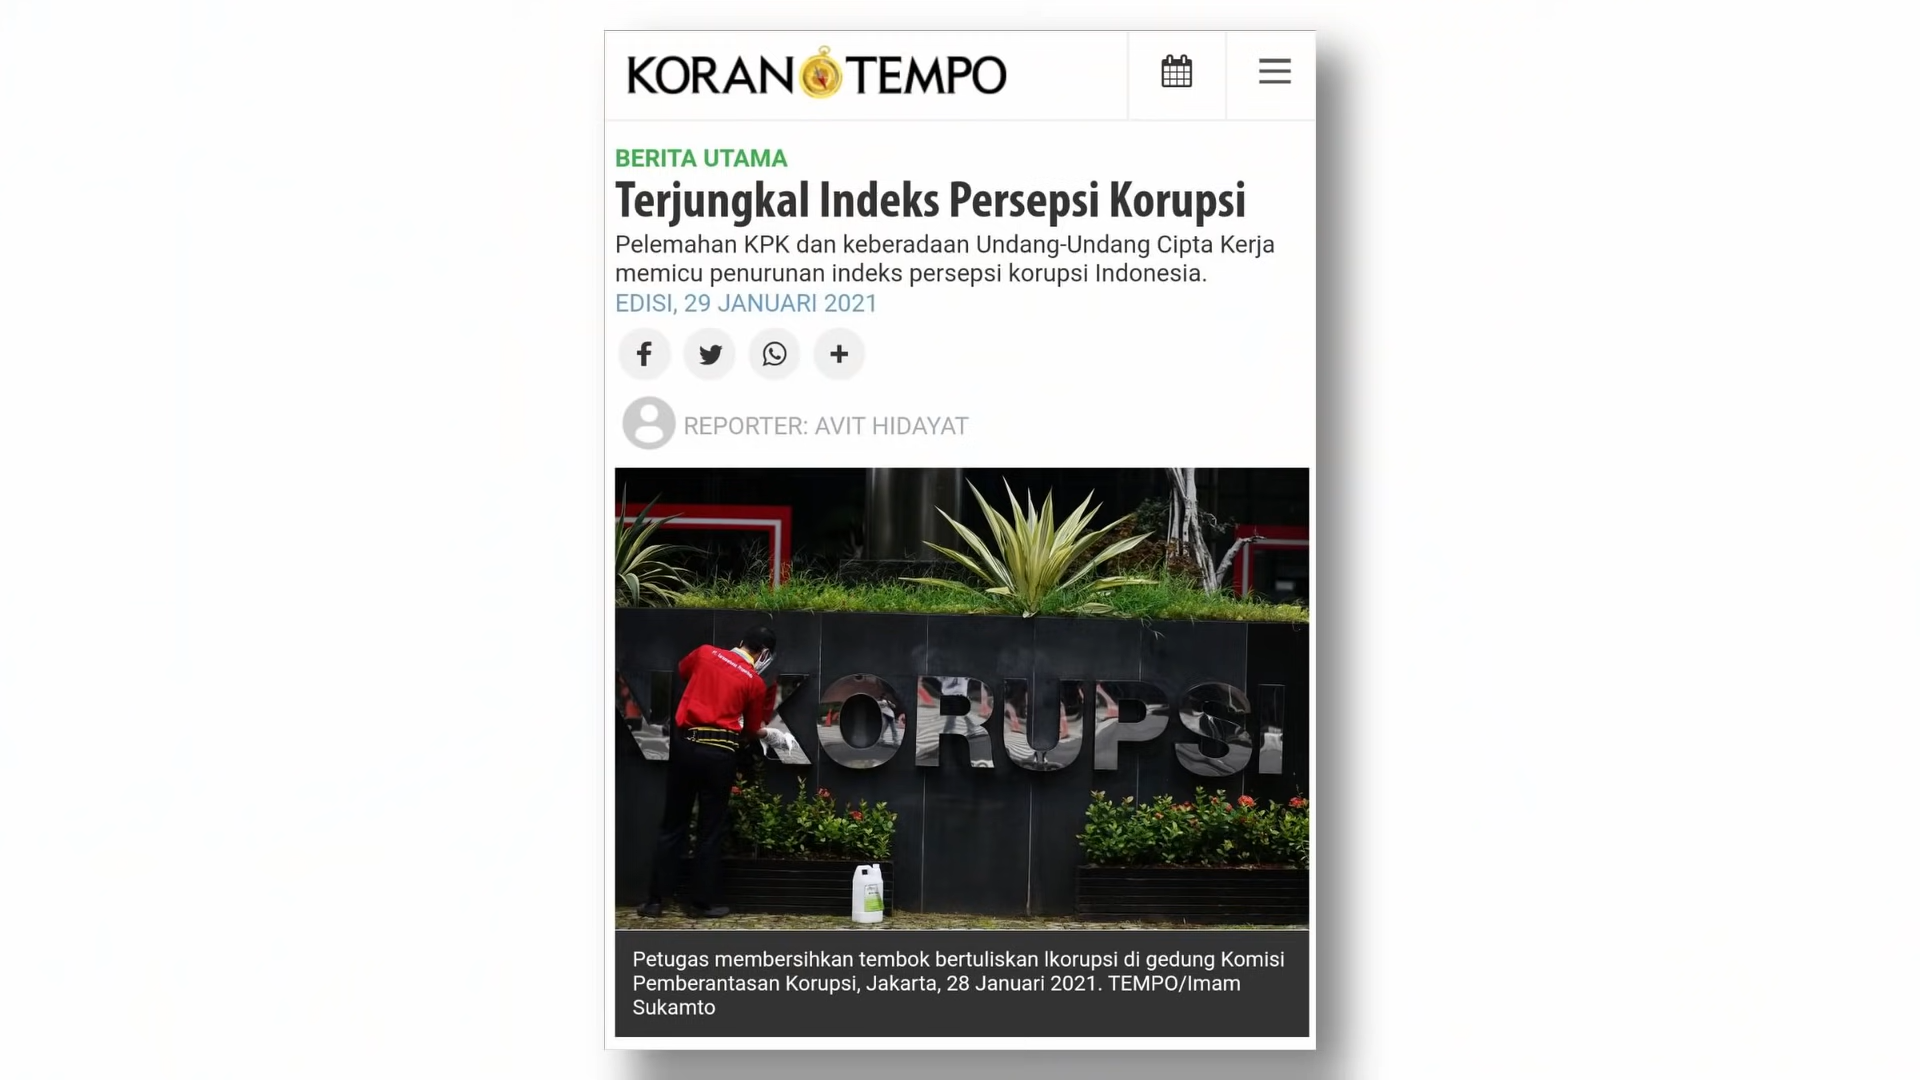 KORAN TEMPO
BERITA UTAMA
Terjungkal Indeks Persepsi Korupsi
Pelemahan KPK dan keberadaan Undang-Undang Cipta Kerja
memicu penurunan indeks persepsi korupsi Indonesia.
EDISI, 29 JANUARI 2021
REPORTER: AVIT HIDAYAT
KORUPSI
Petugas membersihkan tembok bertuliskan lkorupsi di gedung Komisi
Pemberantasan Korupsi, Jakarta, 28 Januari 2021. TEMPO/Imam
Sukamto